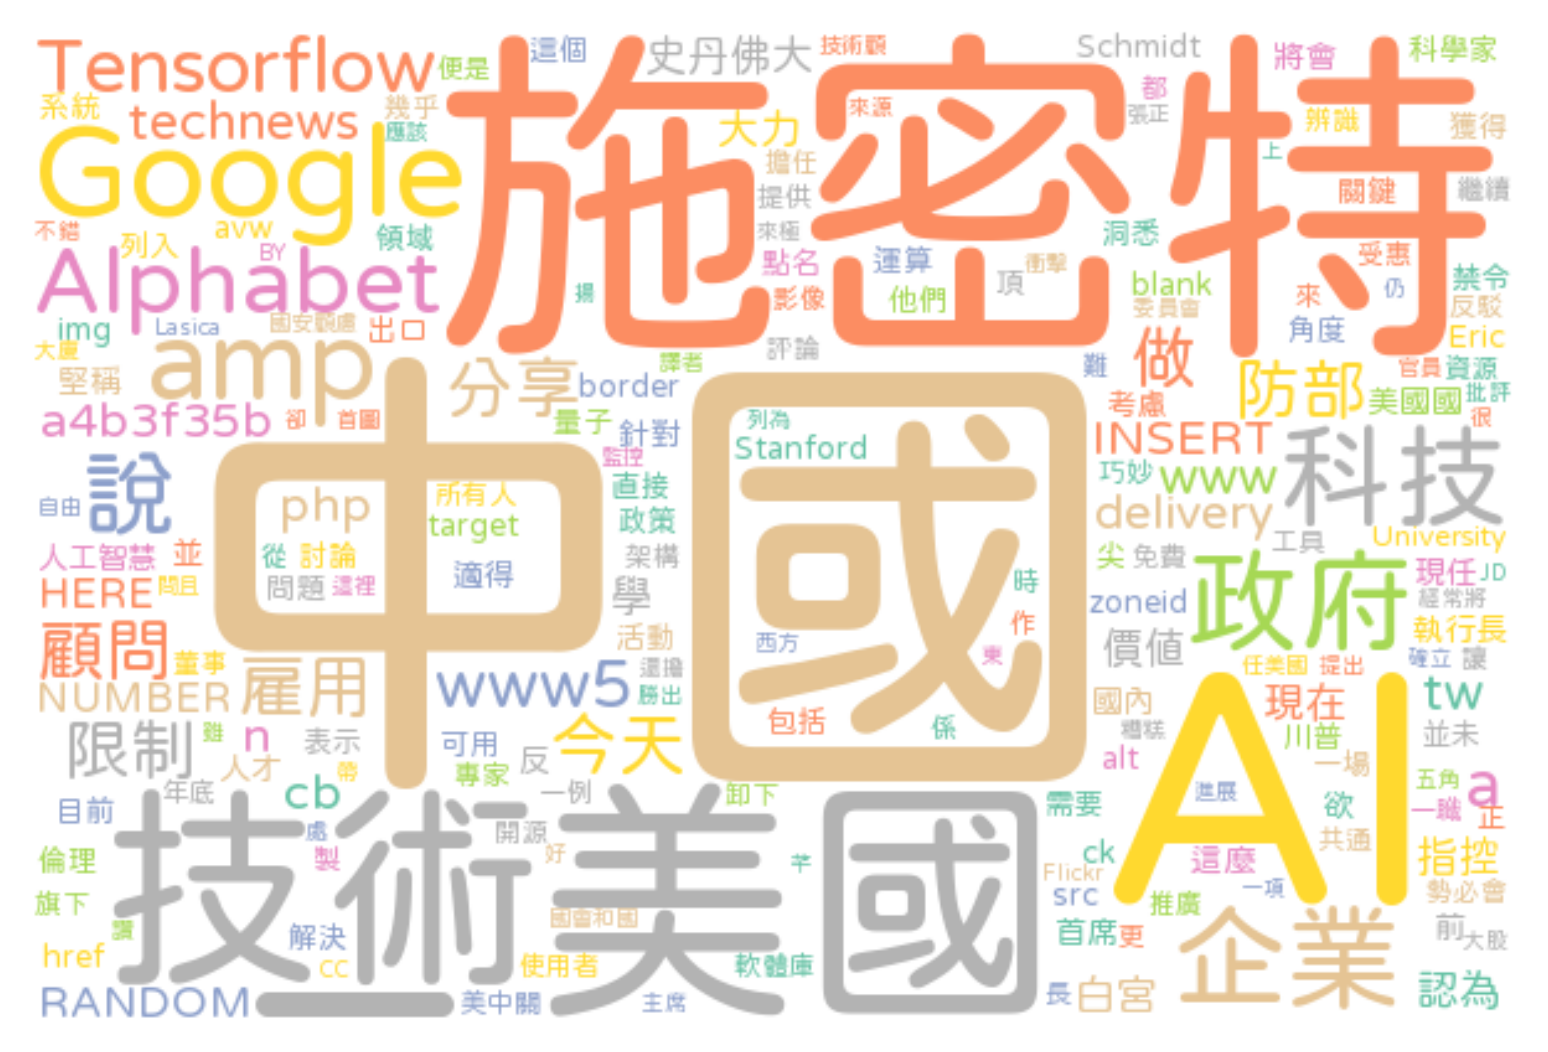 Tensorflow
便是
這個
史丹佛大
技術顧
Schmidt
將會
科學家
施密特
系統
technews
幾乎
應該
大力
來源
都
張正
辨識
獲得
Google
擔任
提供
上
關鍵
繼續
不錯
列入
avw
BY
領域
來極
洞悉
Alphabet
點名
運算
衝擊
受惠
禁令
揚
影像
他們
頂
blank
委員會
來
仍
反駁
img
Lasica
國安顧慮
出口
角度
Eric
大廈
amp
評論
譯者
難
做
官員
資源
堅稱
分享
border
防部
美國國
批評
a4b3f35b
卻
首圖
量子
針對
列為
考慮
很
中國
監控
Stanford
INSERT
科技
說
自由
php
所有人
target
直接
政策
巧妙
www
delivery
工具
University
人工智慧
並
從
討論
架構
尖
免費
政府
現任
JD
HERE
問且
問題
這裡
適得
學
時
zoneid
經常將
顧問
董事
活動
西方
作
東
價值
執行長
NUMBER
雇用
www5
還擔
勝出
任美國
提出
確立
讓
限制
雖
n
表示
可用
專家
反
今天
包括
係
國內
糟糕
現在
tw
川普
並未
人才
帶
alt
AI
一場
年底
cb
一例
卸下
進展
五角
a
目前
技術
處
開源
美國
需要
欲
一職
正
倫理
製
好
芊
ck
這麼
共通
指控
Flickr
旗下
讚
國會和國
src
推廣
一項
勢必會
href
解決
CC
使用者
軟體庫
首席
更
企業
前
大股
RANDOM
一
美中關
主席
長
白宮
認為